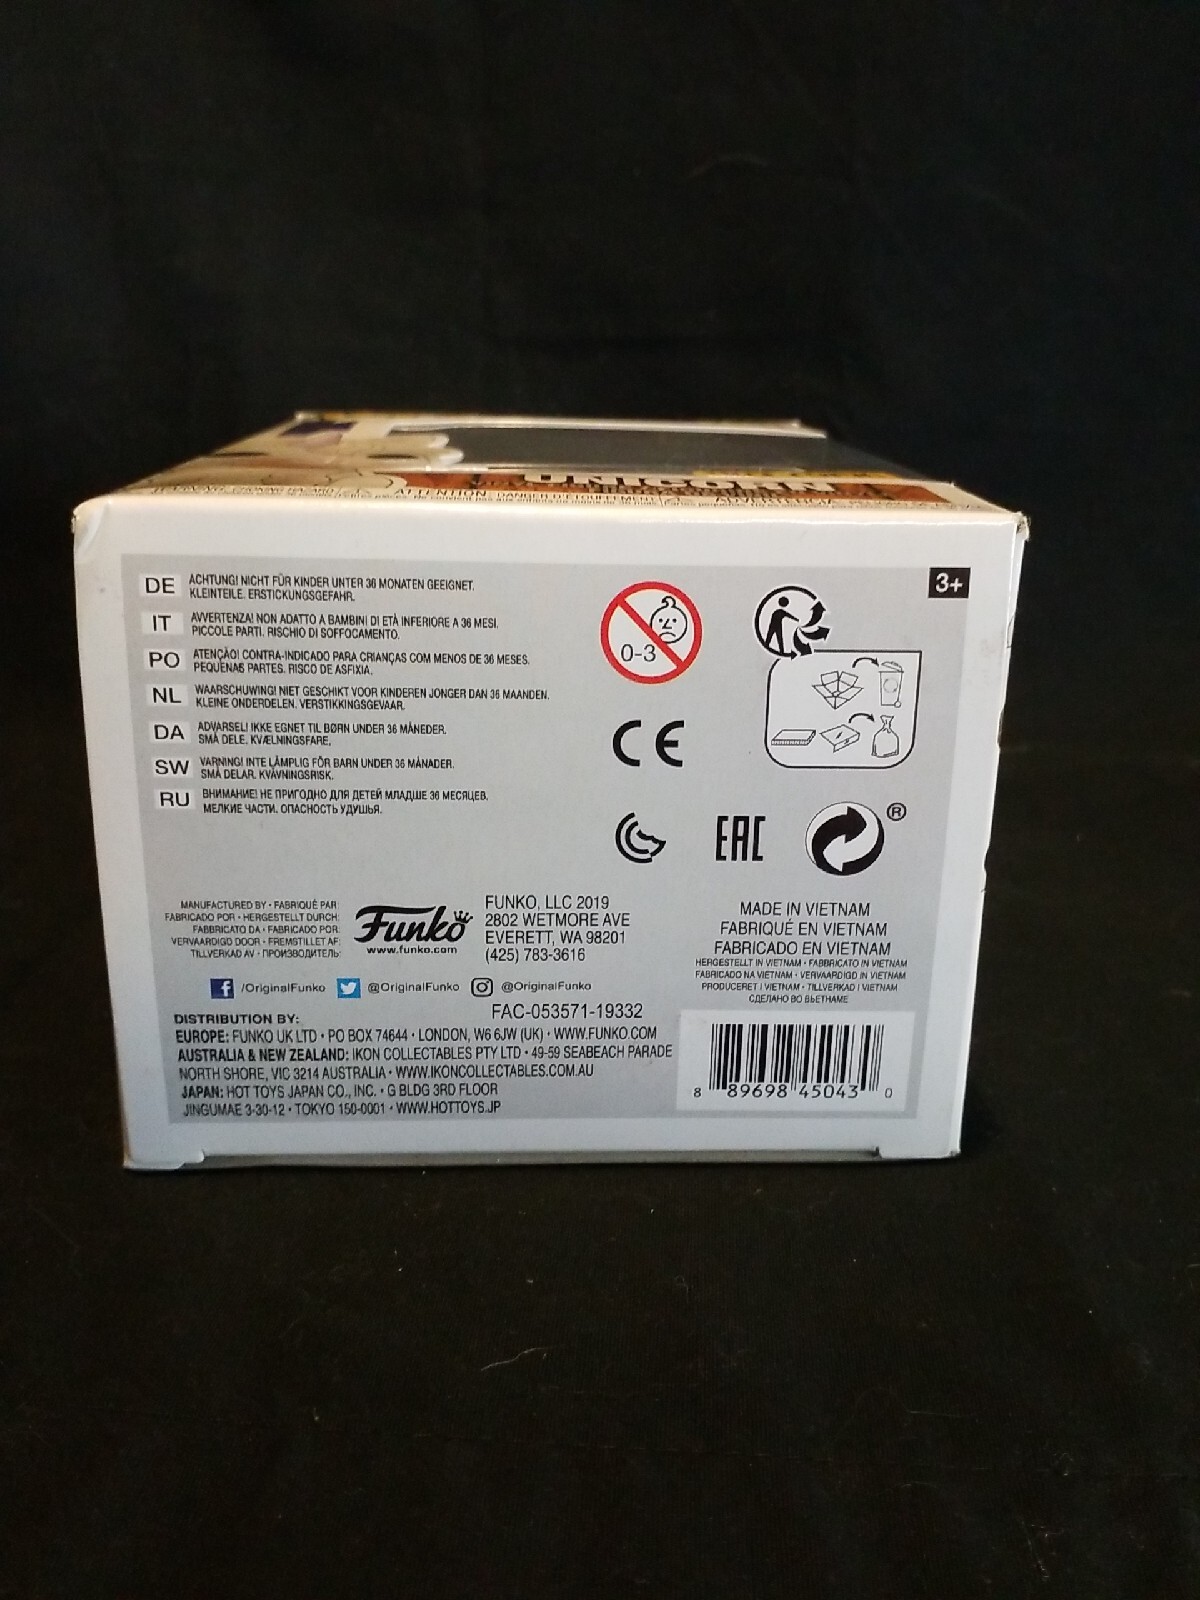 UNICORN
ATTENTION: DANGER D'ETOUFFEMENT
3+
DE ACHTUNG! NICHT FÜR KINDER UNTER 36 MONATEN GEEIGNET.
KLEINTEILE. ERSTICKUNGSGEFAHR.
IT AVVERTENZA! NON ADATTO A BAMBINI DI ETÀ INFERIORE A 36 MESI.
PICCOLE PARTI. RISCHIO DI SOFFOCAMENTO.
PO ATENÇÃO! CONTRA-INDICADO PARA CRIANÇAS COM MENOS DE 36 MESES.
PEQUENAS PARTES. RISCO DE ASFIXIA.
NL WAARSCHUWING! NIET GESCHIKT VOOR KINDEREN JONGER DAN 36 MAANDEN.
KLEINE ONDERDELEN. VERSTIKKINGSGEVAAR.
DA ADVARSEL! IKKE EGNET TIL BØRN UNDER 36 MÅNEDER.
SMÅ DELE. KVÆLNINGSFARE.
SW VARNING! INTE LÄMPLIG FÖR BARN UNDER 36 MÅNADER.
SMÅ DELAR. KVÄVNINGSRISK.
RU ВНИМАНИЕ! НЕ ПРИГОДНО ДЛЯ ДЕТЕЙ МЛАДШЕ 36 МЕСЯЦЕВ.
МЕЛКИЕ ЧАСТИ. ОПАСНОСТЬ УДУШЬЯ.
0-3
CE
EAC
®
MANUFACTURED BY • FABRIQUÉ PAR
FABRICADO POR • HERGESTELLT DURCH:
FABBRICATO DA • FABRICADO POR:
VERVAARDIGD DOOR • FREMSTILLET AF:
TILLVERKAD AV • ПРОИЗВОДИТЕЛЬ:
Funko
www.funko.com
FUNKO, LLC 2019
2802 WETMORE AVE
EVERETT, WA 98201
(425) 783-3616
MADE IN VIETNAM
FABRIQUÉ EN VIETNAM
FABRICADO EN VIETNAM
HERGESTELLT IN VIETNAM • FABBRICATO IN VIETNAM
FABRICADO NA VIETNAM • VERVAARDIGD IN VIETNAM
PRODUCERET I VIETNAM • TILLVERKAD I VIETNAM
СДЕЛАНО ВО ВЬЕТНАМЕ
/OriginalFunko @OriginalFunko @OriginalFunko
FAC-053571-19332
DISTRIBUTION BY:
EUROPE: FUNKO UK LTD • PO BOX 74644 • LONDON, W6 6JW (UK) • WWW.FUNKO.COM
AUSTRALIA & NEW ZEALAND: IKON COLLECTABLES PTY LTD • 49-59 SEABEACH PARADE
NORTH SHORE, VIC 3214 AUSTRALIA • WWW.IKONCOLLECTABLES.COM.AU
JAPAN: HOT TOYS JAPAN CO., INC. • G BLDG 3RD FLOOR
JINGUMAE 3-30-12 • TOKYO 150-0001 • WWW.HOTTOYS.JP
8 89698 45043 0